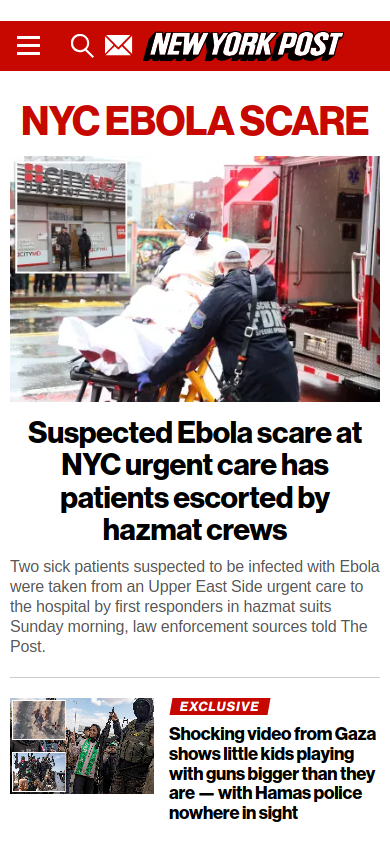 NEW YORK POST
NYC EBOLA SCARE
CITYMD
CITYMD
Suspected Ebola scare at
NYC urgent care has
patients escorted by
hazmat crews
Two sick patients suspected to be infected with Ebola
were taken from an Upper East Side urgent care to
the hospital by first responders in hazmat suits
Sunday morning, law enforcement sources told The
Post.
EXCLUSIVE
Shocking video from Gaza
shows little kids playing
with guns bigger than they
are — with Hamas police
nowhere in sight